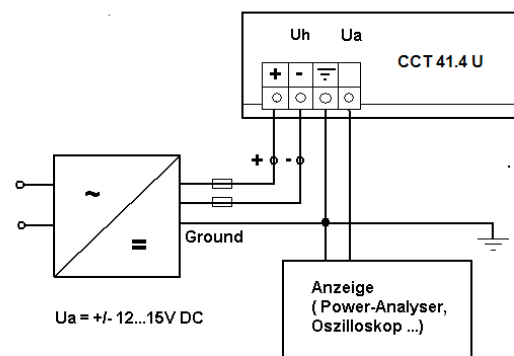 Uh Ua
CCT 41.4 U
+ -
+ -
~
=
Ground
Anzeige
( Power-Analyser,
Oszilloskop ...)
Ua = +/- 12...15V DC